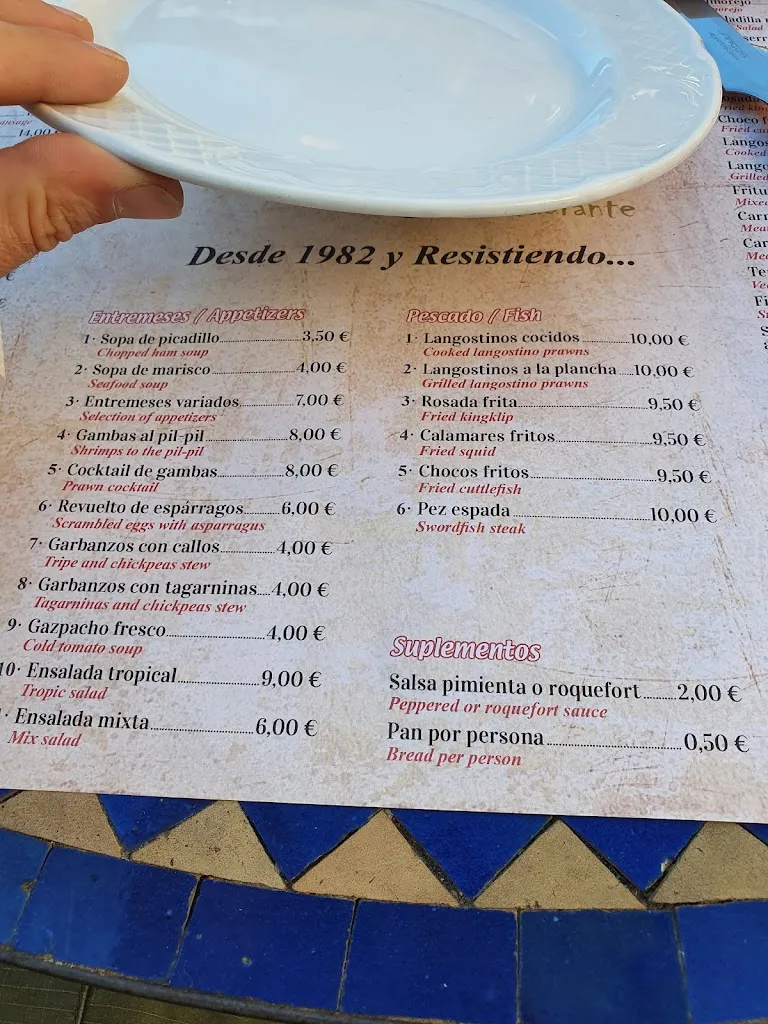 14,00
Desde 1982 y Resistiendo...
Entremeses / Appetizers
1· Sopa de picadillo 3,50 €
Chopped ham soup
2· Sopa de marisco 4,00 €
Seafood soup
3· Entremeses variados 7,00 €
Selection of appetizers
4· Gambas al pil-pil 8,00 €
Shrimps to the pil-pil
5· Cocktail de gambas 8,00 €
Prawn cocktail
6· Revuelto de espárragos 6,00 €
Scrambled eggs with asparragus
7· Garbanzos con callos 4,00 €
Tripe and chickpeas stew
8· Garbanzos con tagarninas 4,00 €
Tagarninas and chickpeas stew
9· Gazpacho fresco 4,00 €
Cold tomato soup
10· Ensalada tropical 9,00 €
Tropic salad
· Ensalada mixta 6,00 €
Mix salad
Pescado / Fish
1· Langostinos cocidos 10,00 €
Cooked langostino prawns
2· Langostinos a la plancha 10,00 €
Grilled langostino prawns
3· Rosada frita 9,50 €
Fried kingklip
4· Calamares fritos 9,50 €
Fried squid
5· Chocos fritos 9,50 €
Fried cuttlefish
6· Pez espada 10,00 €
Swordfish steak
Suplementos
Salsa pimienta o roquefort 2,00 €
Peppered or roquefort sauce
Pan por persona 0,50 €
Bread per person
Salad
Choco
Fried
Cooked
Grilled